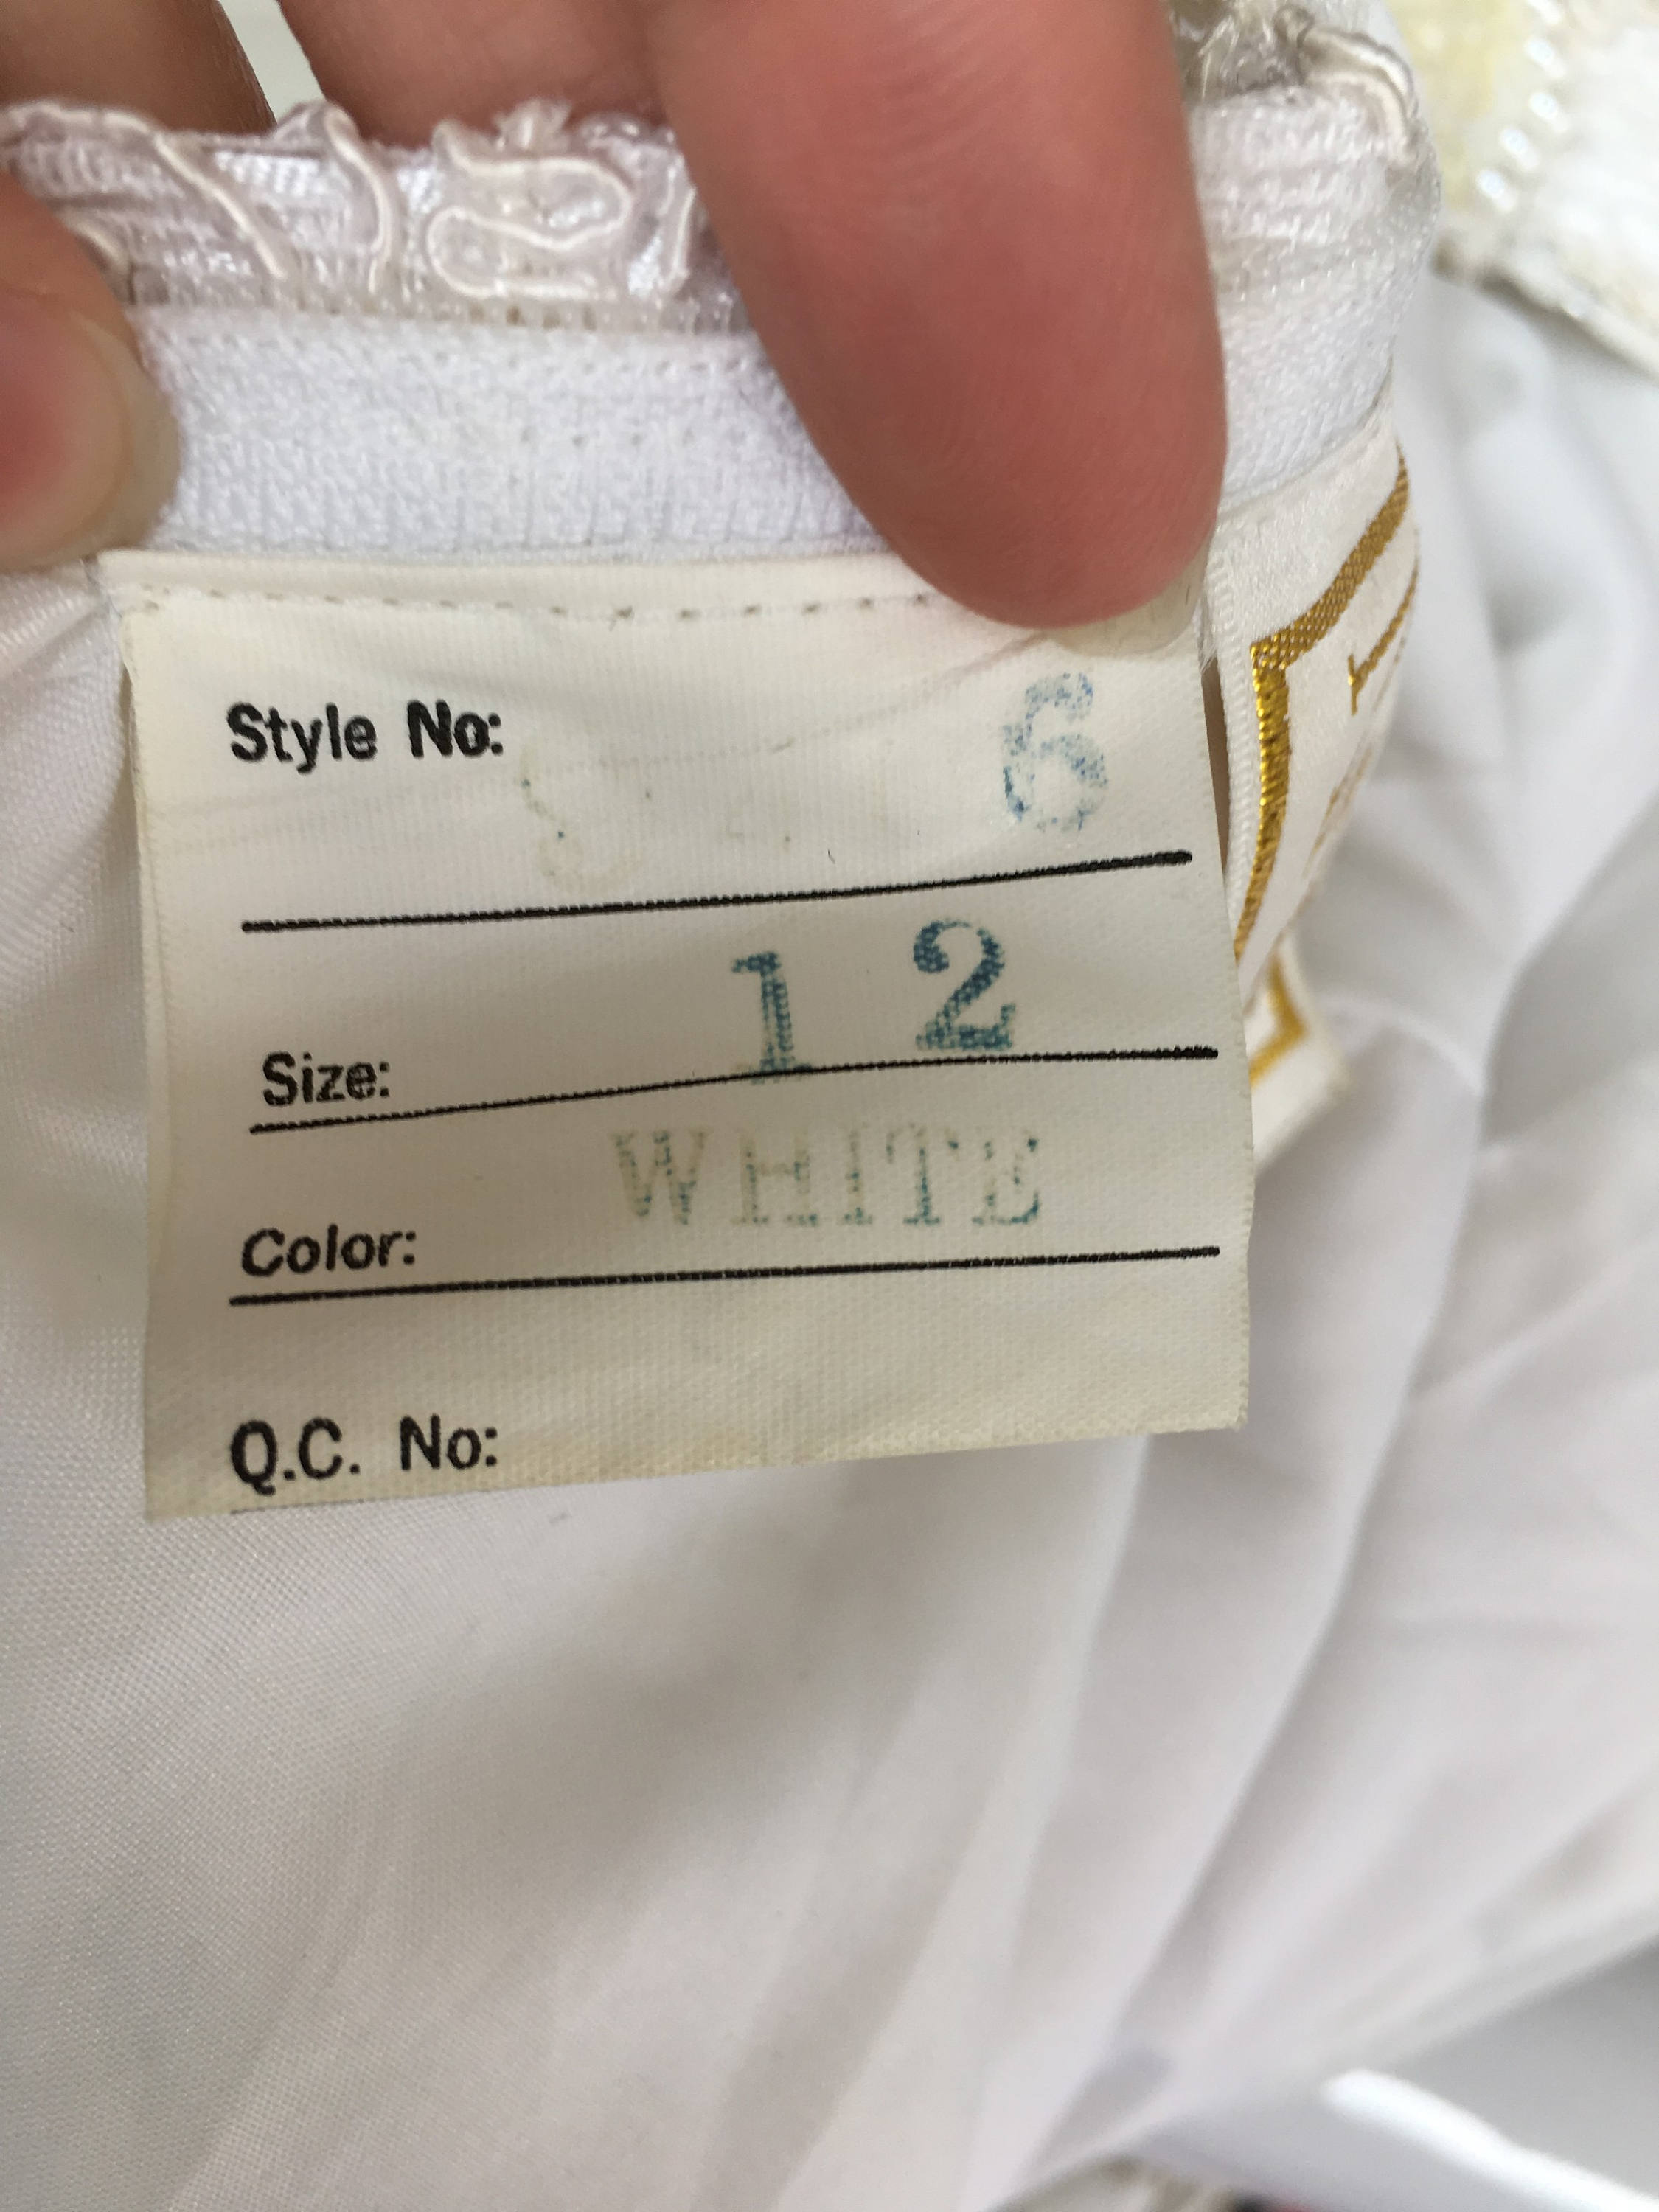 Style No: 6
Size: 12
Color: WHITE
Q.C. No: